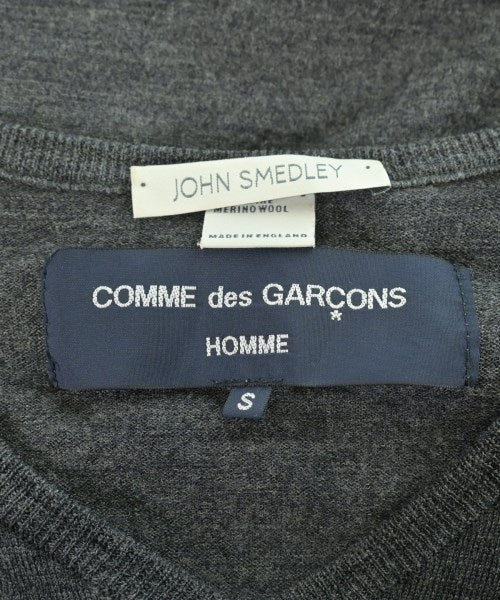 JOHN SMEDLEY
MERINO WOOL
MADE IN ENGLAND
COMME des GARÇONS
*
HOMME
S